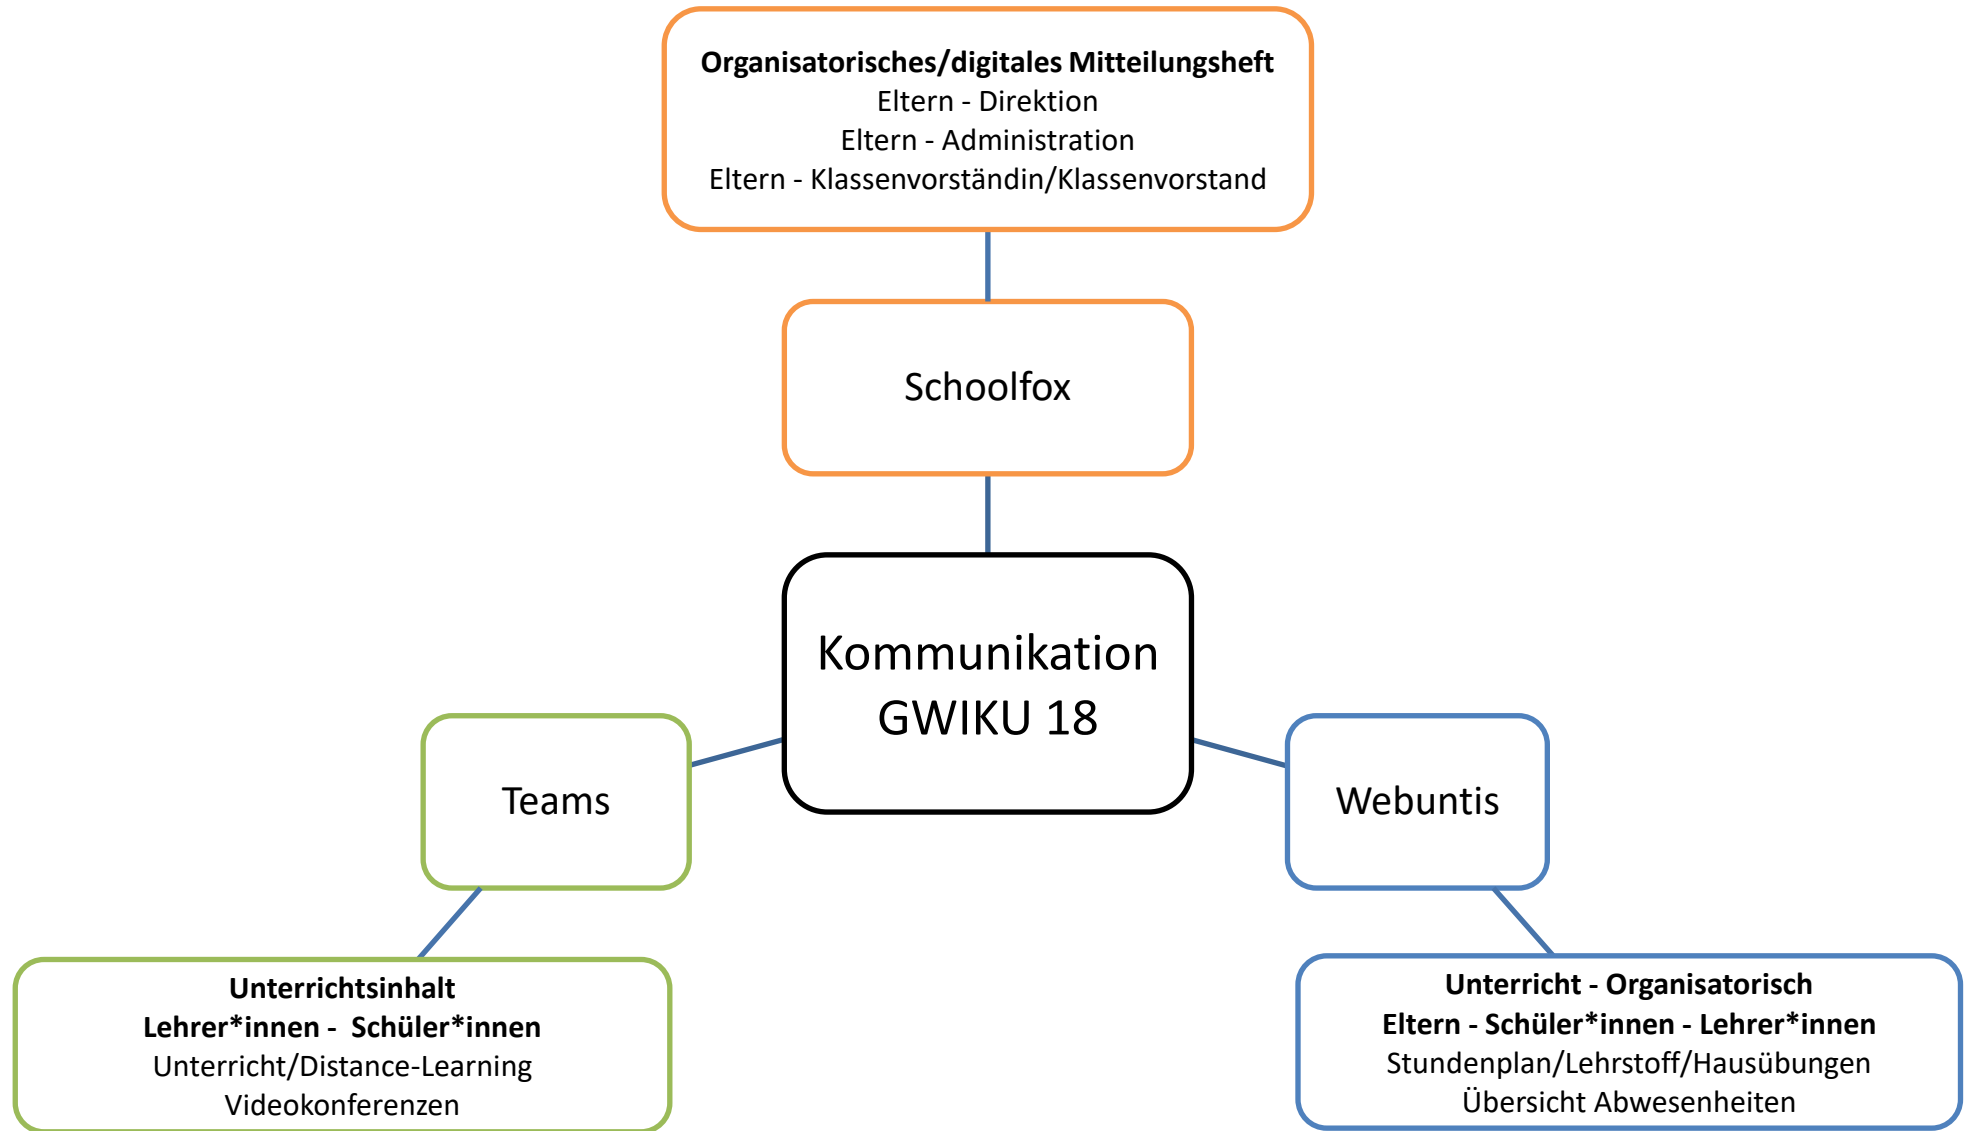 Organisatorisches/digitales Mitteilungsheft
Eltern - Direktion
Eltern - Administration
Eltern - Klassenvorständin/Klassenvorstand
Schoolfox
Kommunikation
GWIKU 18
Teams
Webuntis
Unterrichtsinhalt
Lehrer*innen - Schüler*innen
Unterricht/Distance-Learning
Videokonferenzen
Unterricht - Organisatorisch
Eltern - Schüler*innen - Lehrer*innen
Stundenplan/Lehrstoff/Hausübungen
Übersicht Abwesenheiten